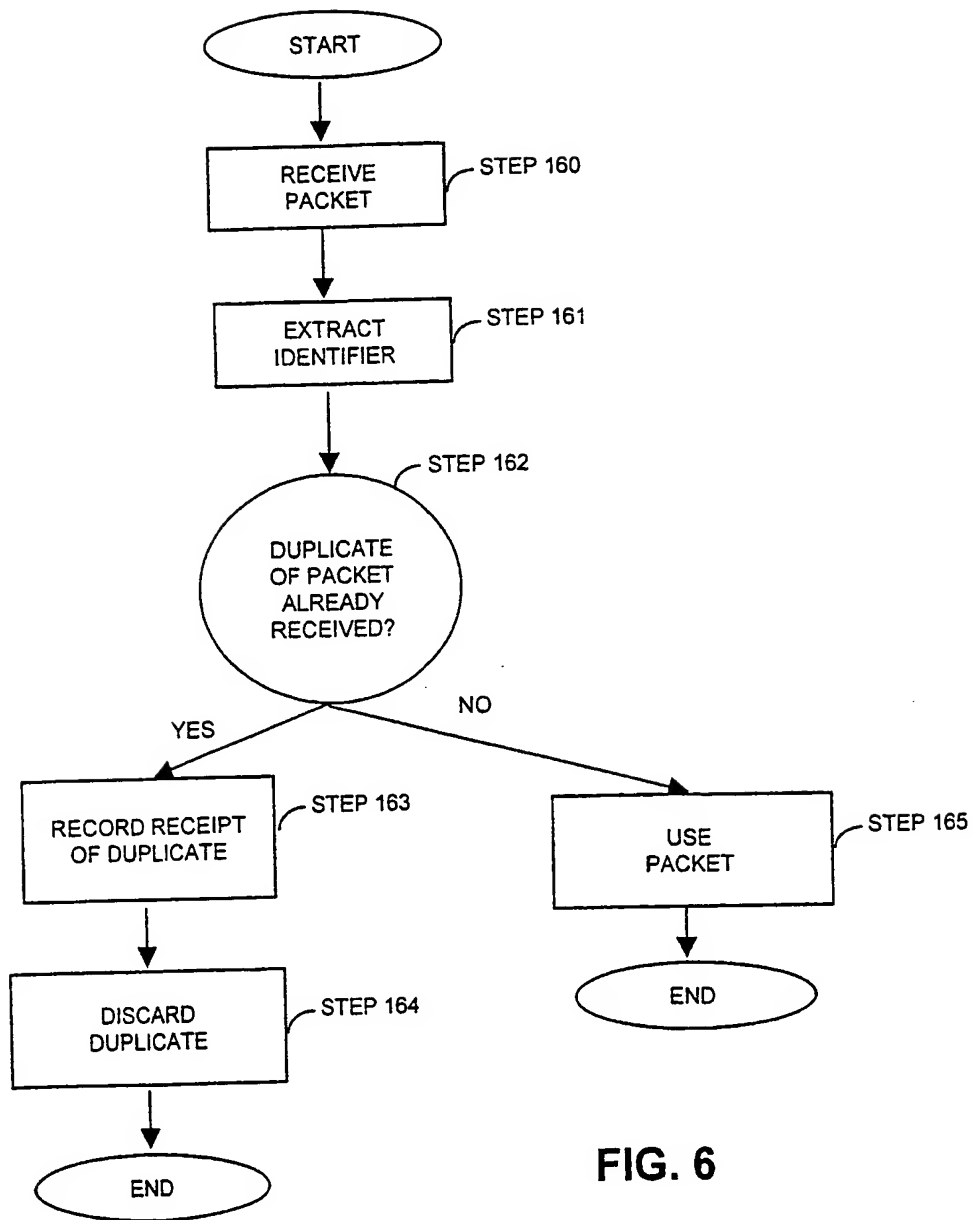 START
RECEIVE
PACKET
STEP 160
EXTRACT
IDENTIFIER
STEP 161
STEP 162
DUPLICATE
OF PACKET
ALREADY
RECEIVED?
YES
NO
RECORD RECEIPT
OF DUPLICATE
STEP 163
USE
PACKET
STEP 165
DISCARD
DUPLICATE
STEP 164
END
END
FIG. 6